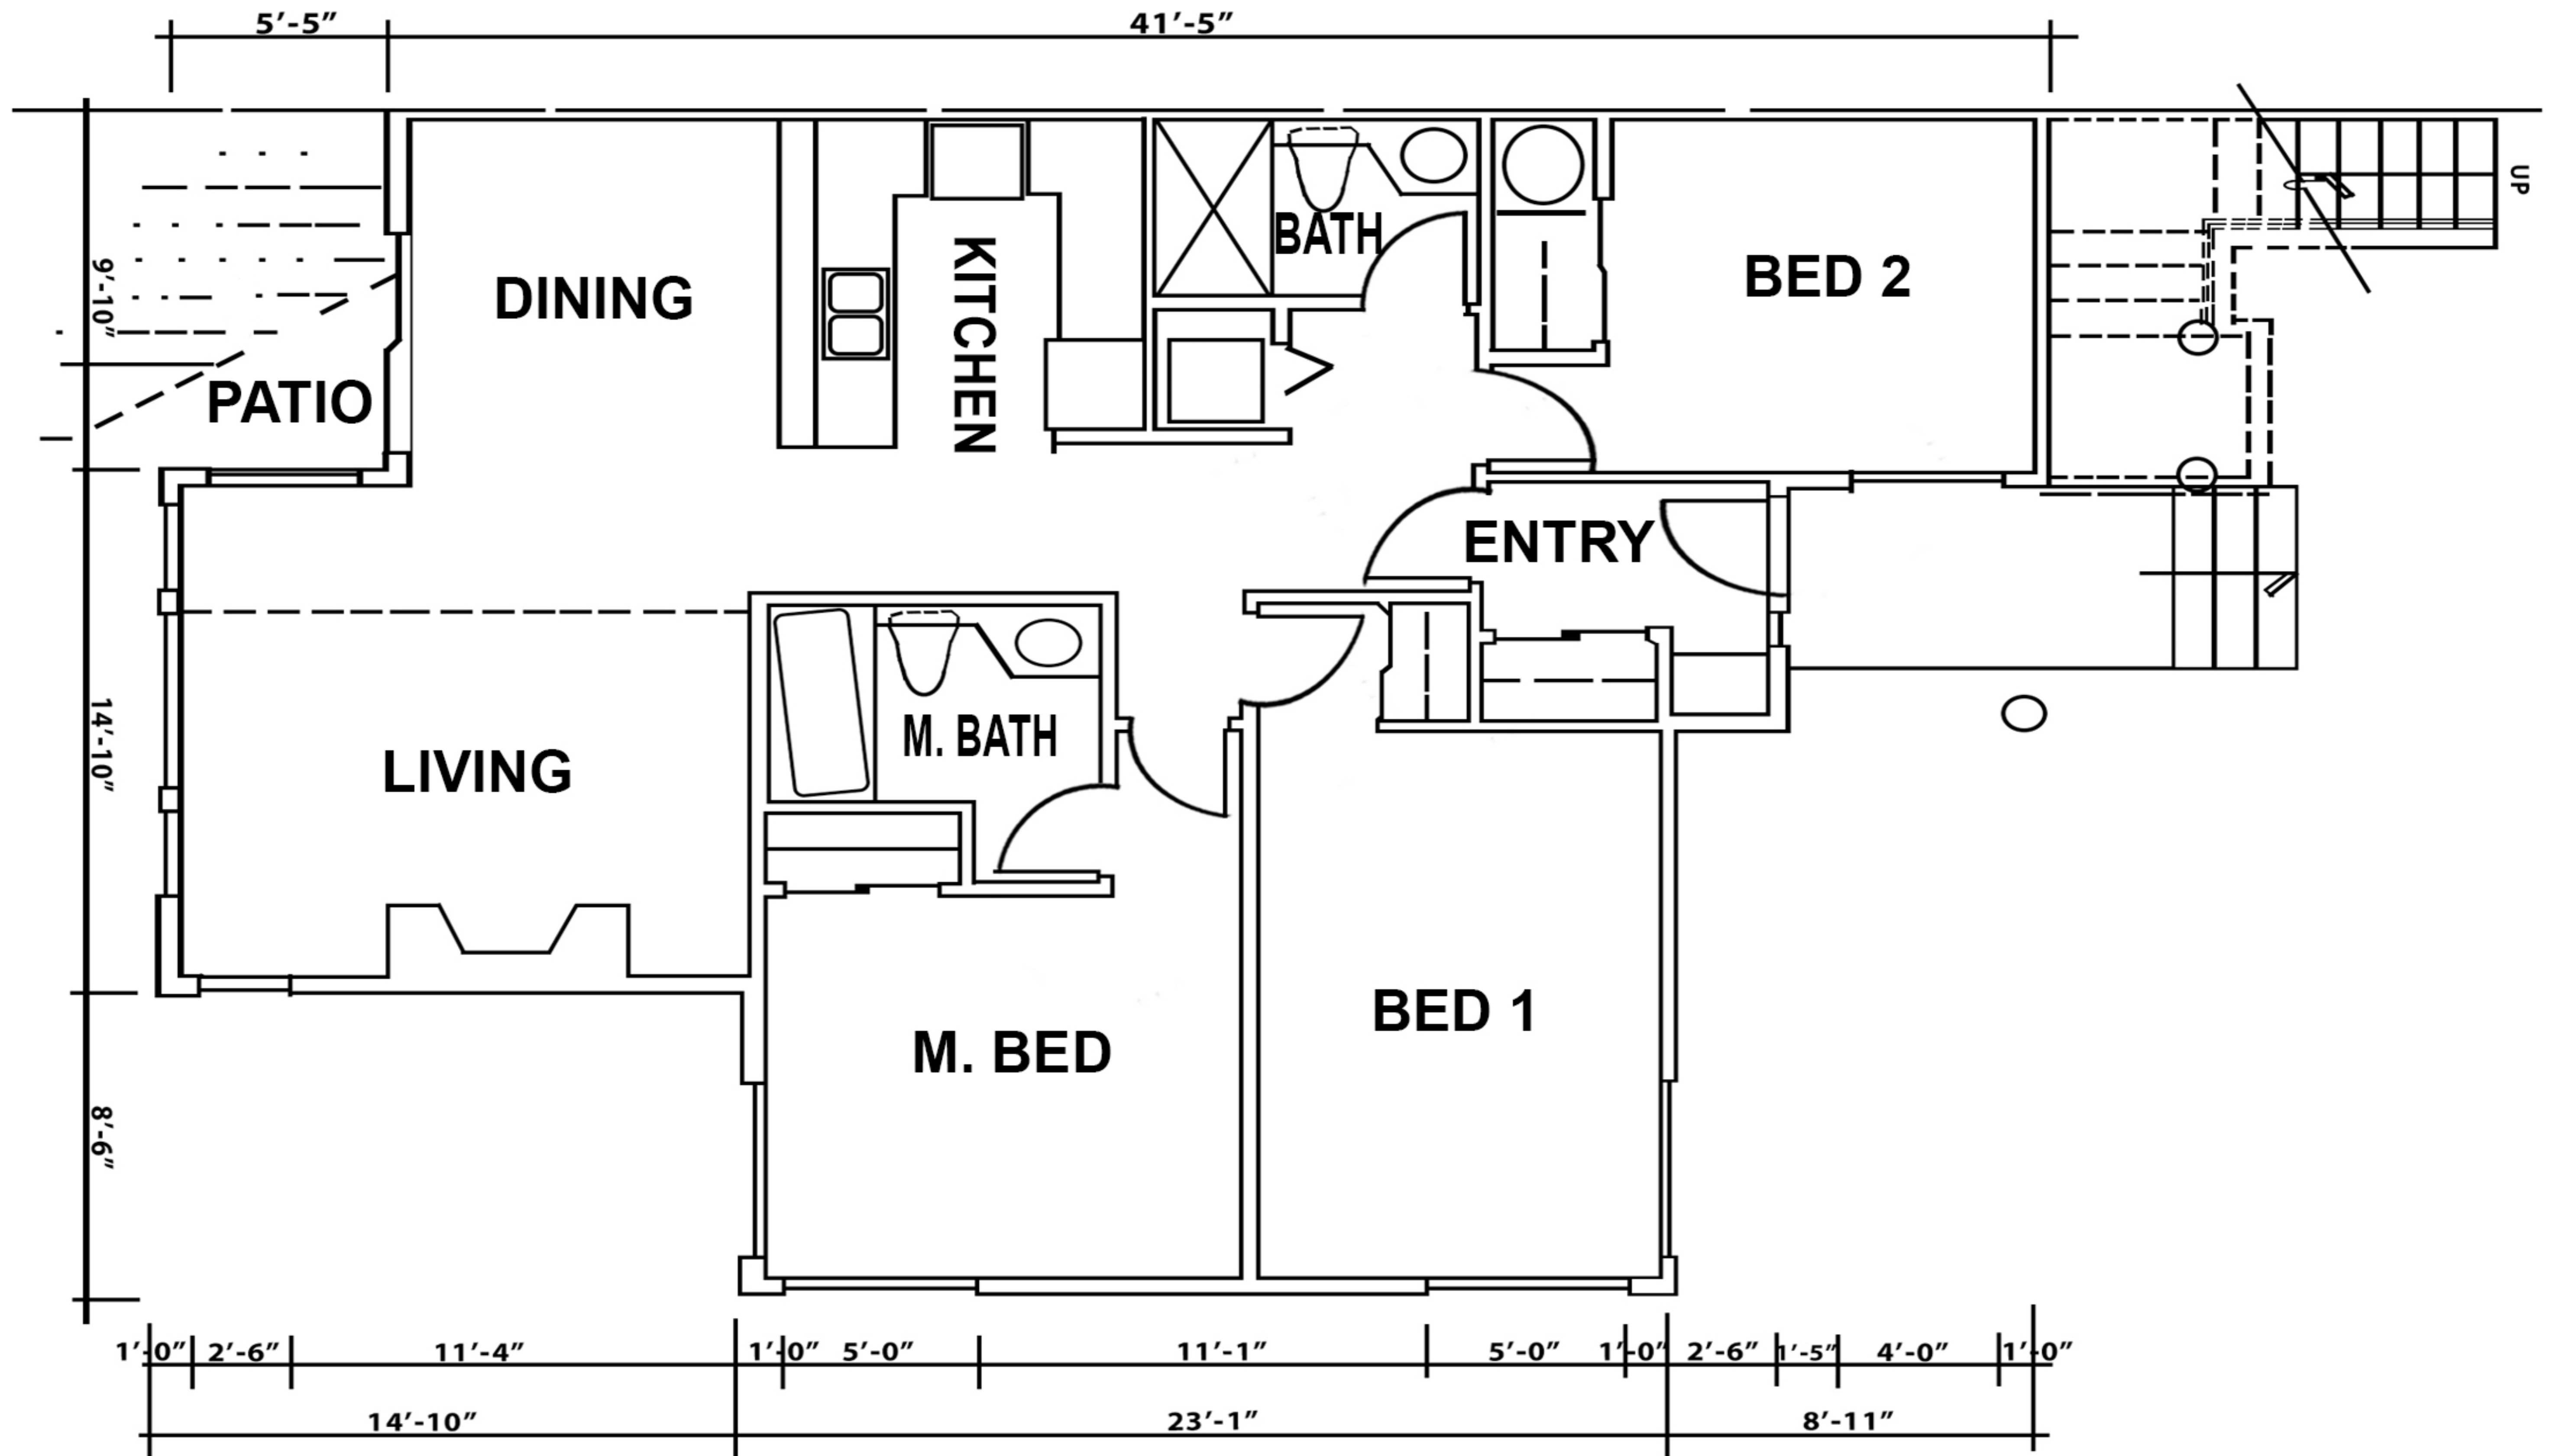 5’-5”
41’-5”
UP
BATH
KITCHEN
DINING
BED 2
9’-10”
PATIO
ENTRY
M. BATH
14’-10”
LIVING
BED 1
M. BED
8’-6”
1’-0” 2’-6” 11’-4” 1’-0” 5’-0” 11’-1” 5’-0” 1’-0” 2’-6” 1’-5” 4’-0” 1’-0”
14’-10” 23’-1” 8’-11”